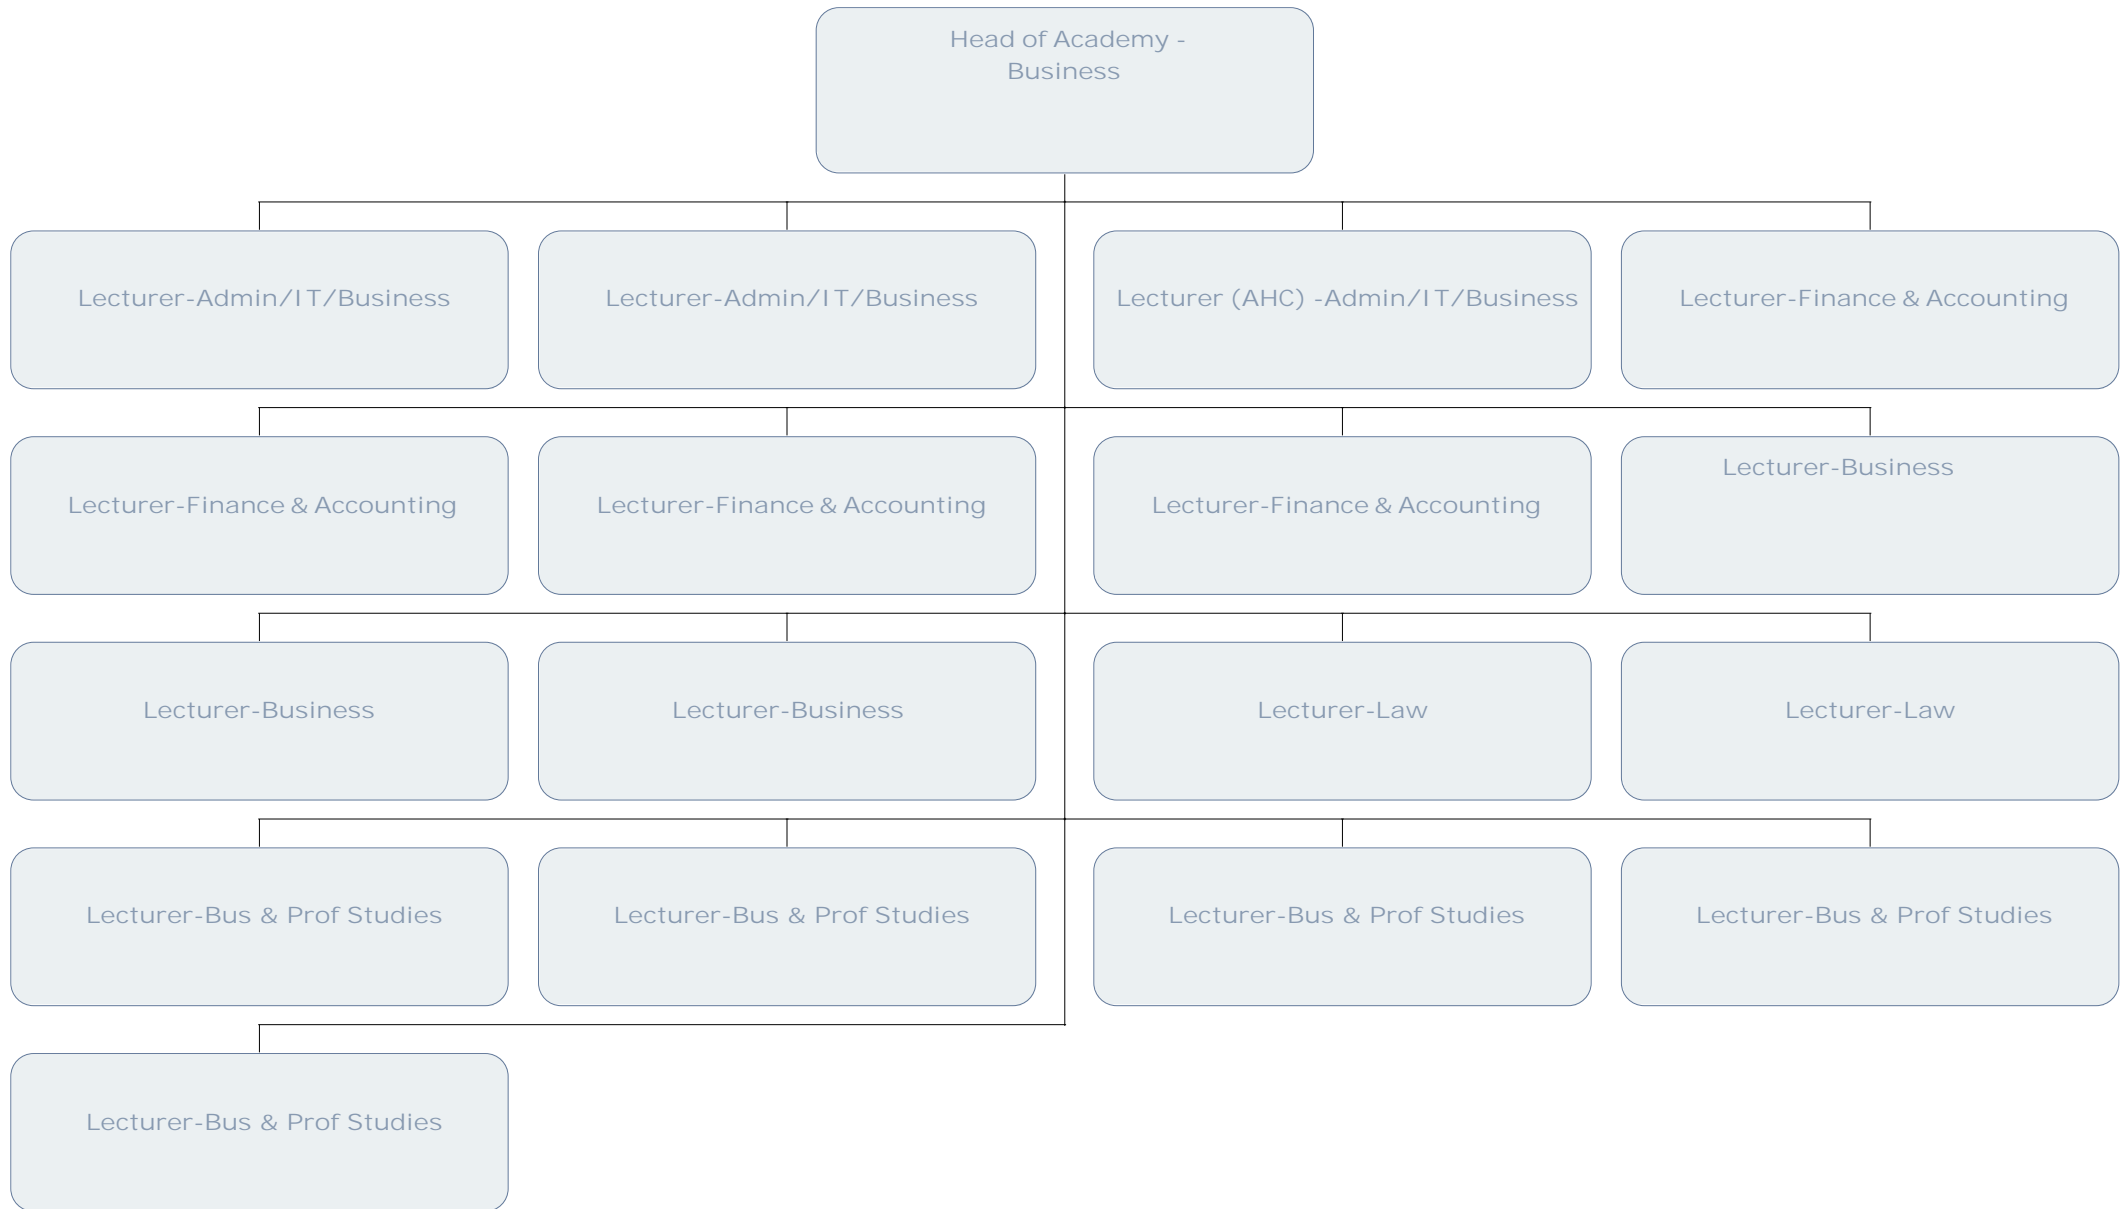 Head of Academy -
Business
Lecturer-Admin/IT/Business
Lecturer-Admin/IT/Business
Lecturer (AHC) -Admin/IT/Business
Lecturer-Finance & Accounting
Lecturer-Finance & Accounting
Lecturer-Finance & Accounting
Lecturer-Finance & Accounting
Lecturer-Business
Lecturer-Business
Lecturer-Business
Lecturer-Law
Lecturer-Law
Lecturer-Bus & Prof Studies
Lecturer-Bus & Prof Studies
Lecturer-Bus & Prof Studies
Lecturer-Bus & Prof Studies
Lecturer-Bus & Prof Studies